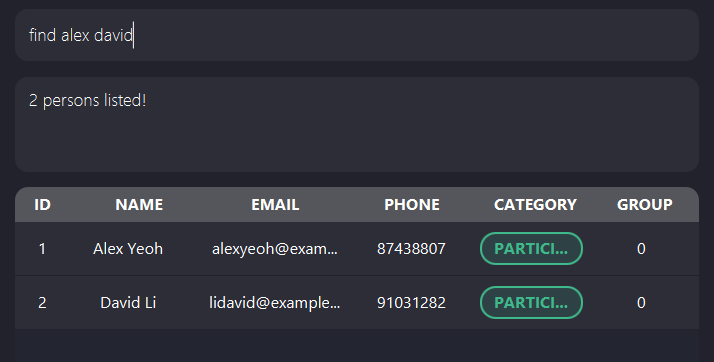 find alex david
2 persons listed!
ID NAME EMAIL PHONE CATEGORY GROUP
1 Alex Yeoh alexyeoh@exam... 87438807 PARTICI... 0
2 David Li lidavid@example... 91031282 PARTICI... 0